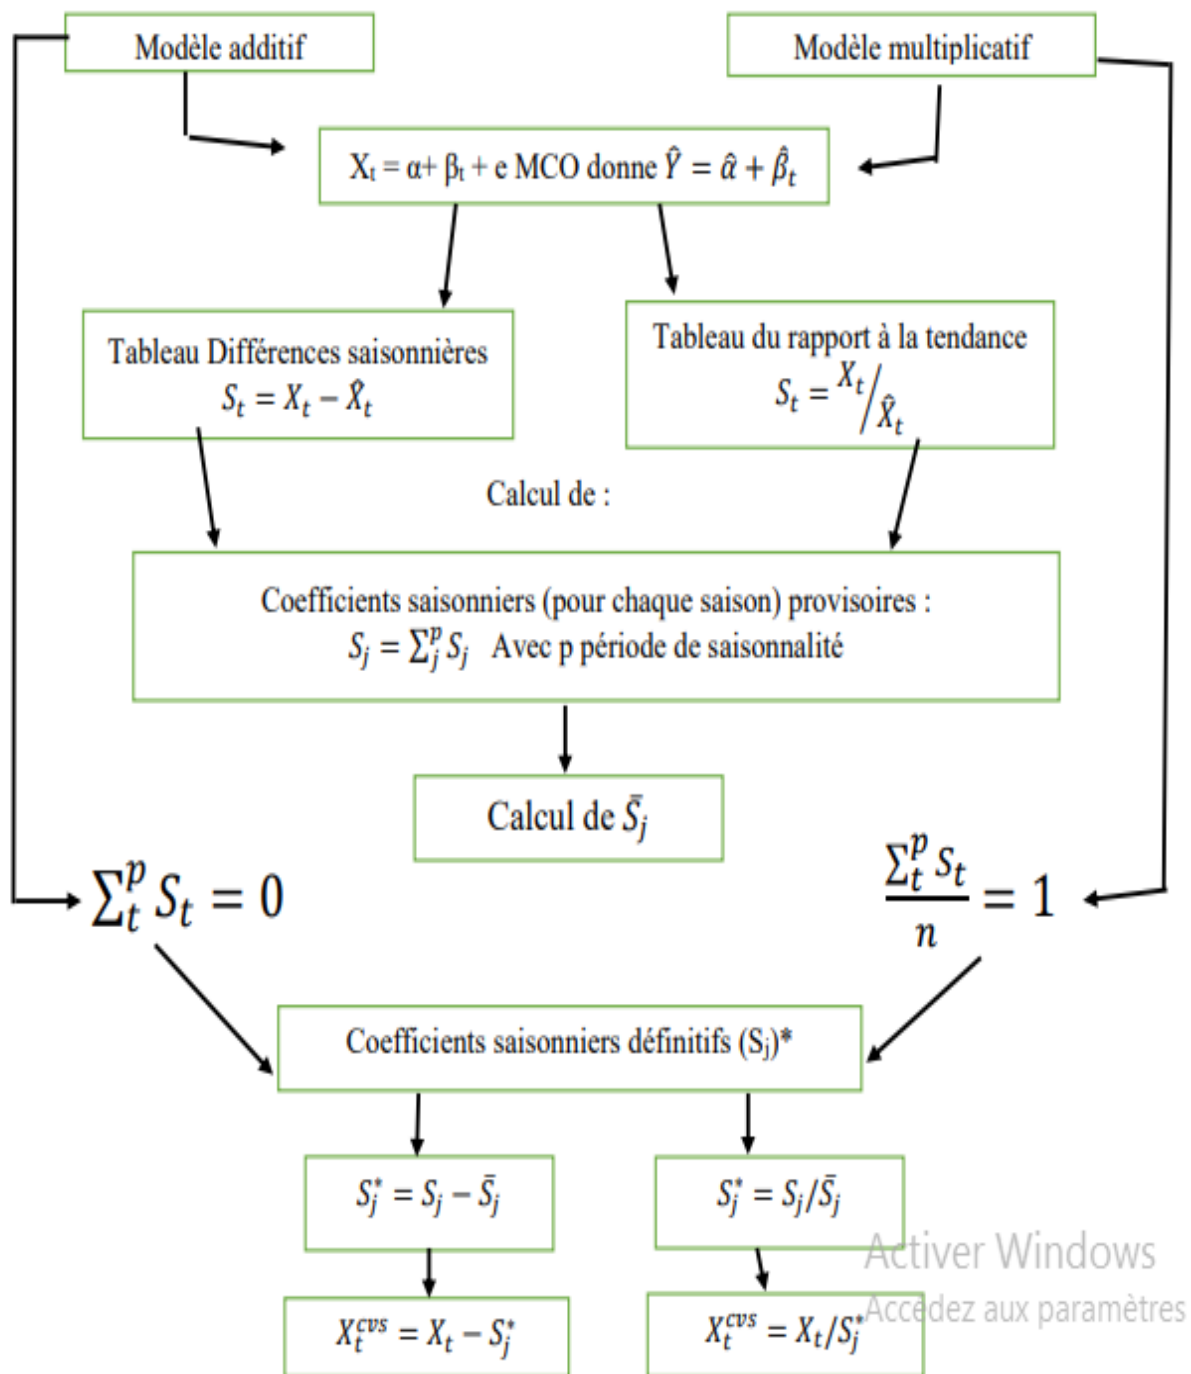 Modèle additif
Modèle multiplicatif
Xₜ = α+ βₜ + e MCO donne Ŷ = α̂ + β̂ₜ
Tableau Différences saisonnières
Sₜ = Xₜ − X̂ₜ
Tableau du rapport à la tendance
Sₜ = Xₜ/X̂ₜ
Calcul de :
Coefficients saisonniers (pour chaque saison) provisoires :
Sⱼ = ∑ⱼᵖ Sⱼ Avec p période de saisonnalité
Calcul de S̄ⱼ
∑ₜᵖ Sₜ = 0
∑ₜᵖ Sₜ / n = 1
Coefficients saisonniers définitifs (Sⱼ)*
Sⱼ* = Sⱼ − S̄ⱼ
Sⱼ* = Sⱼ/S̄ⱼ
Xₜᶜᵛˢ = Xₜ − Sⱼ*
Xₜᶜᵛˢ = Xₜ/Sⱼ*
Activer Windows
Accédez aux paramètres